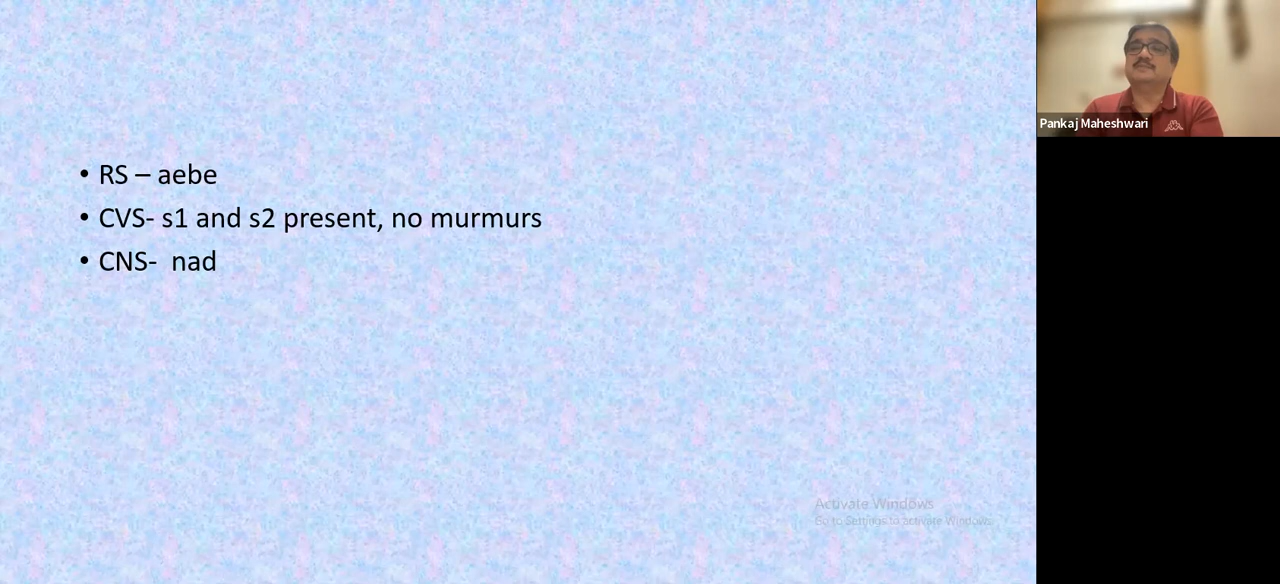 • RS – aebe
• CVS- s1 and s2 present, no murmurs
• CNS-  nad
Pankaj Maheshwari
Activate Windows
Go to Settings to activate Windows.